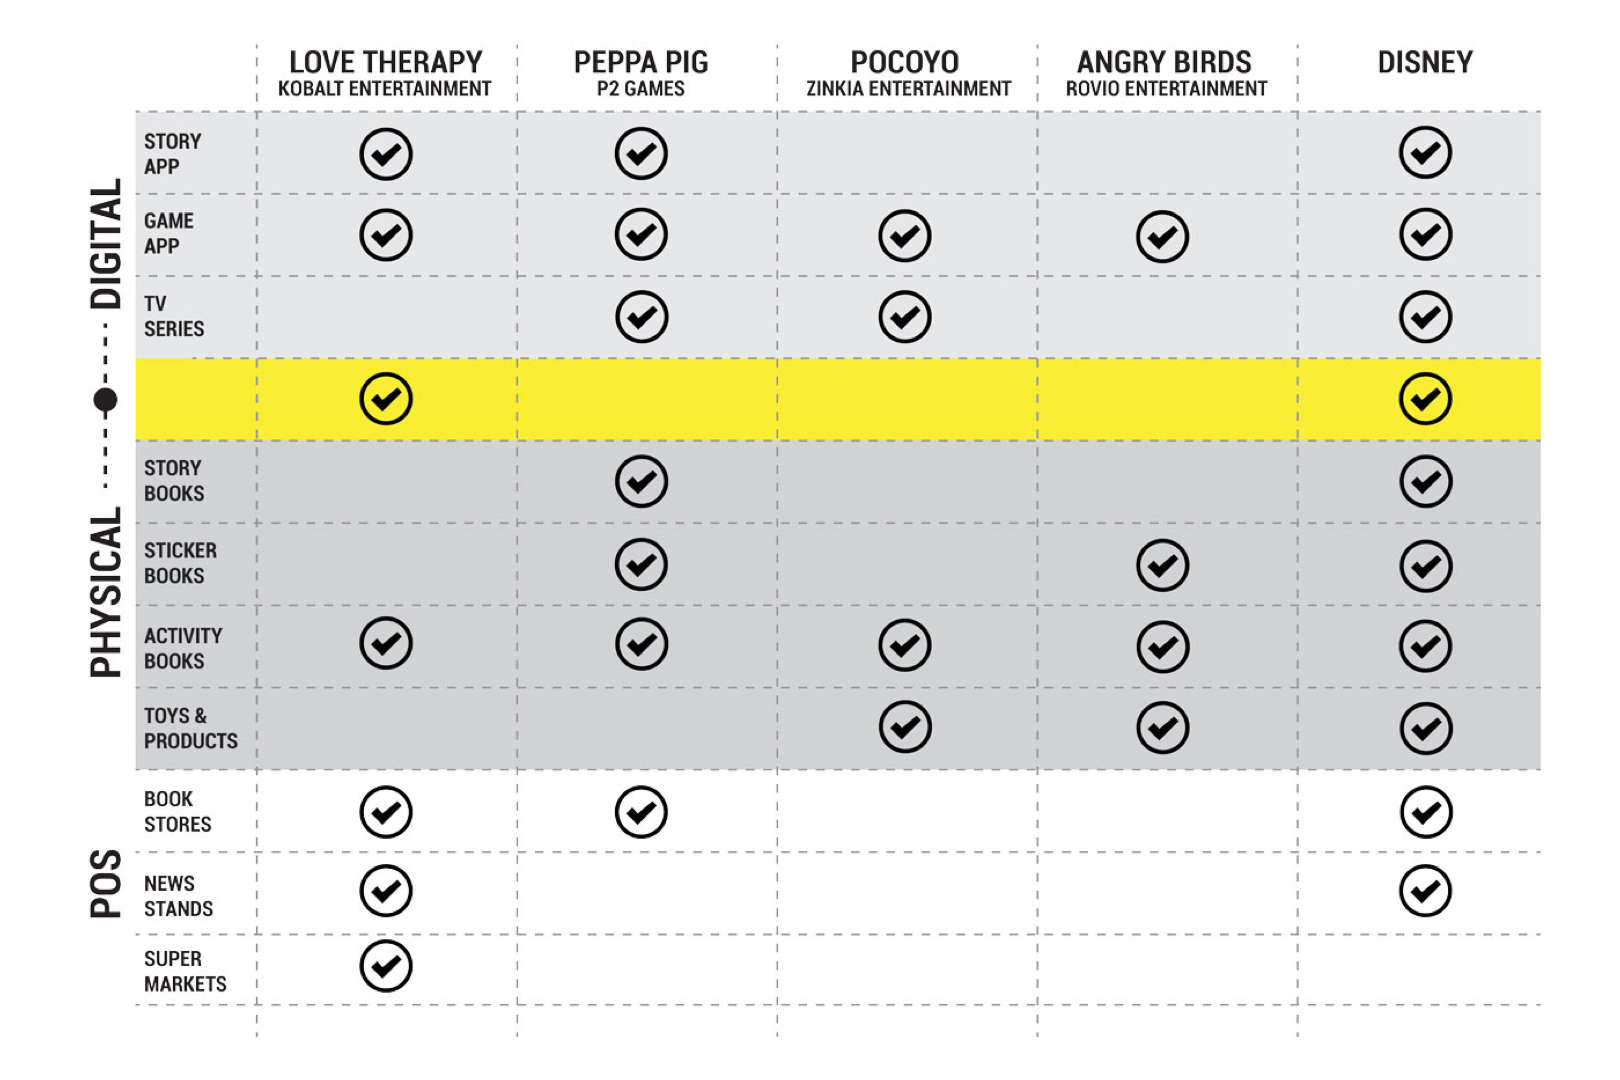 LOVE THERAPY
KOBALT ENTERTAINMENT
PEPPA PIG
P2 GAMES
POCOYO
ZINKIA ENTERTAINMENT
ANGRY BIRDS
ROVIO ENTERTAINMENT
DISNEY
DIGITAL
STORY
APP
GAME
APP
TV
SERIES
PHYSICAL
STORY
BOOKS
STICKER
BOOKS
ACTIVITY
BOOKS
TOYS &
PRODUCTS
POS
BOOK
STORES
NEWS
STANDS
SUPER
MARKETS